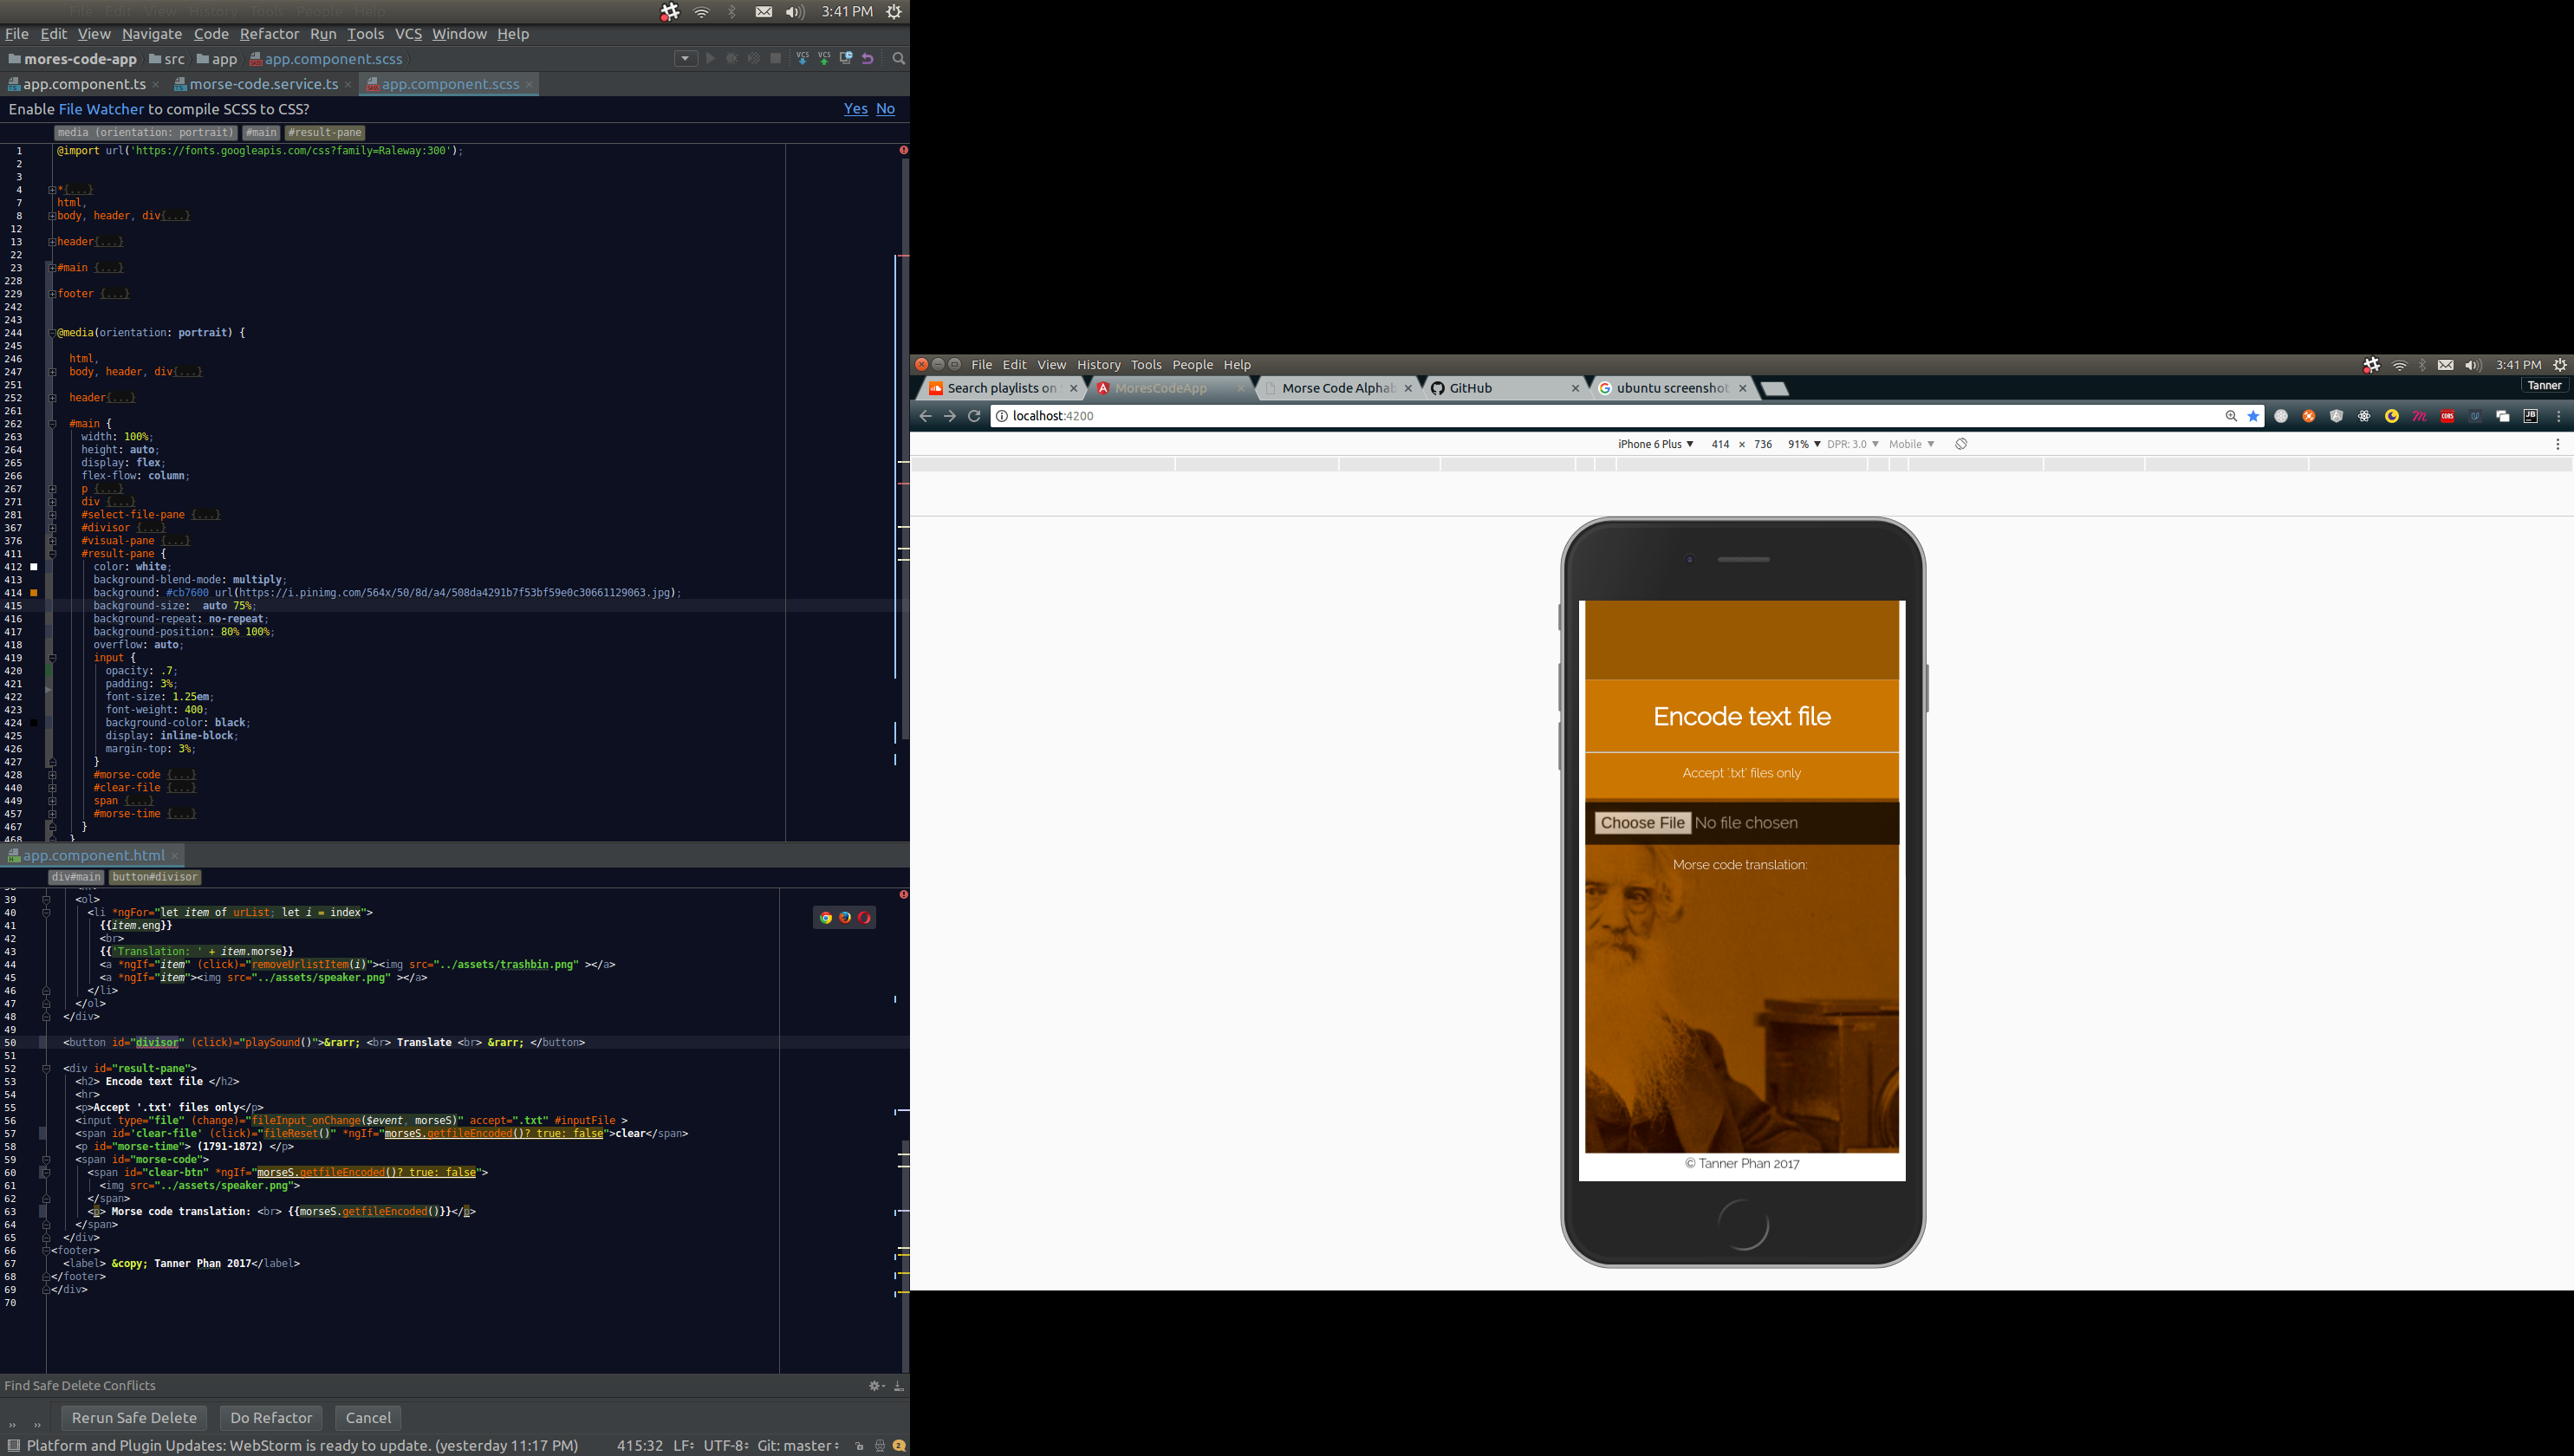 3:41 PM
File Edit View Navigate Code Refactor Run Tools VCS Window Help
mores-code-app src app app.component.scss
app.component.ts morse-code.service.ts app.component.scss
Enable File Watcher to compile SCSS to CSS? Yes No
media (orientation: portrait) #main #result-pane
1 @import url('https://fonts.googleapis.com/css?family=Raleway:300');
2
3
4 *{...}
7 html,
8 body, header, div{...}
12
13 header{...}
22
23 #main {...}
228
229 footer {...}
242
243
244 @media(orientation: portrait) {
245
246 html,
247 body, header, div{...}
251
252 header{...}
261
262 #main {
263 width: 100%;
264 height: auto;
265 display: flex;
266 flex-flow: column;
267 p {...}
271 div {...}
281 #select-file-pane {...}
367 #divisor {...}
376 #visual-pane {...}
411 #result-pane {
412 color: white;
413 background-blend-mode: multiply;
414 background: #cb7600 url(https://i.pinimg.com/564x/50/8d/a4/508da4291b7f53bf59e0c30661129063.jpg);
415 background-size:  auto 75%;
416 background-repeat: no-repeat;
417 background-position: 80% 100%;
418 overflow: auto;
419 input {
420 opacity: .7;
421 padding: 3%;
422 font-size: 1.25em;
423 font-weight: 400;
424 background-color: black;
425 display: inline-block;
426 margin-top: 3%;
427 }
428 #morse-code {...}
440 #clear-file {...}
449 span {...}
457 #morse-time {...}
467 }
468 }
app.component.html
div#main button#divisor
39 <ol>
40 <li *ngFor="let item of urList; let i = index">
41 {{item.eng}}
42 <br>
43 {{'Translation: ' + item.morse}}
44 <a *ngIf="item" (click)="removeUrlistItem(i)"><img src="../assets/trashbin.png" ></a>
45 <a *ngIf="item"><img src="../assets/speaker.png" ></a>
46 </li>
47 </ol>
48 </div>
49
50 <button id="divisor" (click)="playSound()">&rarr; <br> Translate <br> &rarr; </button>
51
52 <div id="result-pane">
53 <h2> Encode text file </h2>
54 <hr>
55 <p>Accept '.txt' files only</p>
56 <input type="file" (change)="fileInput_onChange($event, morseS)" accept=".txt" #inputFile >
57 <span id='clear-file' (click)="fileReset()" *ngIf="morseS.getfileEncoded()? true: false">clear</span>
58 <p id="morse-time"> (1791-1872) </p>
59 <span id="morse-code">
60 <span id="clear-btn" *ngIf="morseS.getfileEncoded()? true: false">
61 <img src="../assets/speaker.png">
62 </span>
63 <p> Morse code translation: <br> {{morseS.getfileEncoded()}}</p>
64 </span>
65 </div>
66 <footer>
67 <label> &copy; Tanner Phan 2017</label>
68 </footer>
69 </div>
70
Find Safe Delete Conflicts
Rerun Safe Delete Do Refactor Cancel
Platform and Plugin Updates: WebStorm is ready to update. (yesterday 11:17 PM) 415:32 LF UTF-8 Git: master 2
File Edit View History Tools People Help 3:41 PM
Search playlists on MoresCodeApp Morse Code Alphab GitHub ubuntu screenshot Tanner
localhost:4200
iPhone 6 Plus 414 × 736 91% DPR: 3.0 Mobile
Encode text file
Accept '.txt' files only
Choose File No file chosen
Morse code translation:
© Tanner Phan 2017